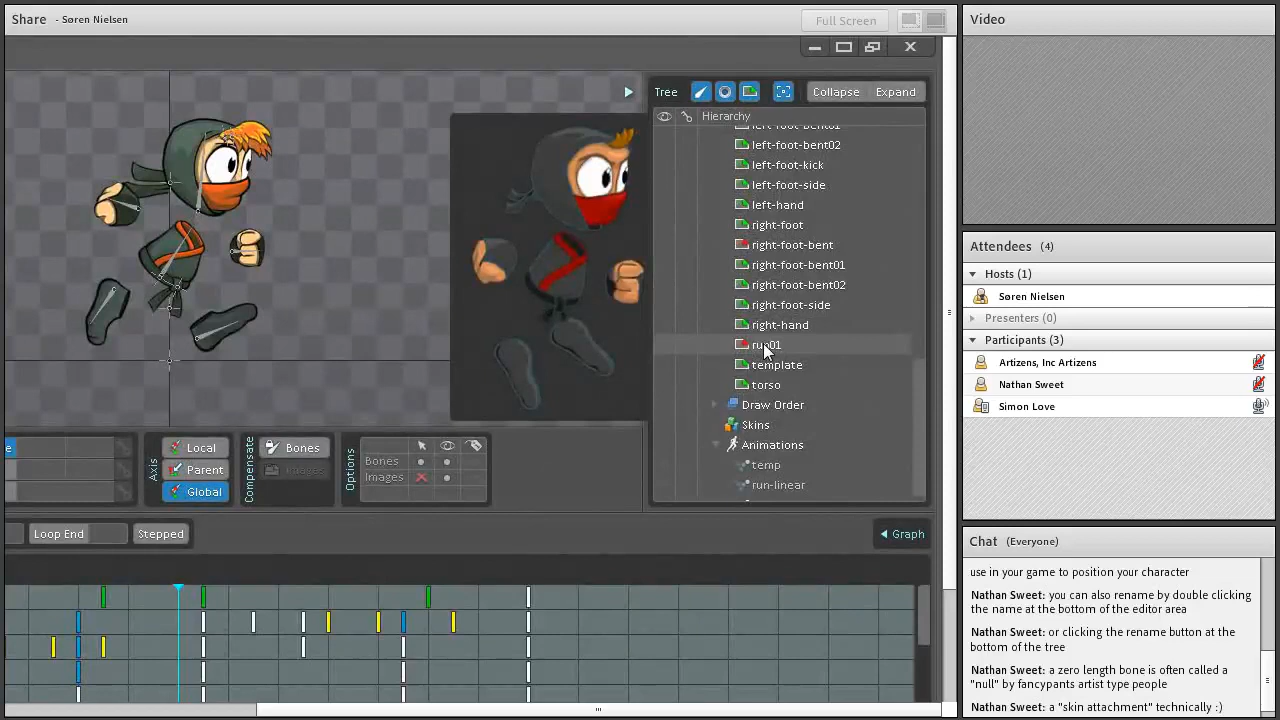 Share - Søren Nielsen
Full Screen
Video
Tree
Collapse
Expand
Hierarchy
left-foot-bent01
left-foot-bent02
left-foot-kick
left-foot-side
left-hand
right-foot
right-foot-bent
right-foot-bent01
right-foot-bent02
right-foot-side
right-hand
run01
template
torso
Draw Order
Skins
Animations
temp
run-linear
Axis
Local
Parent
Global
Compensate
Bones
Images
Options
Bones
Images
Loop End
Stepped
Graph
Attendees (4)
Hosts (1)
Søren Nielsen
Presenters (0)
Participants (3)
Artizens, Inc Artizens
Nathan Sweet
Simon Love
Chat (Everyone)
use in your game to position your character
Nathan Sweet: you can also rename by double clicking
the name at the bottom of the editor area
Nathan Sweet: or clicking the rename button at the
bottom of the tree
Nathan Sweet: a zero length bone is often called a
"null" by fancypants artist type people
Nathan Sweet: a "skin attachment" technically :)